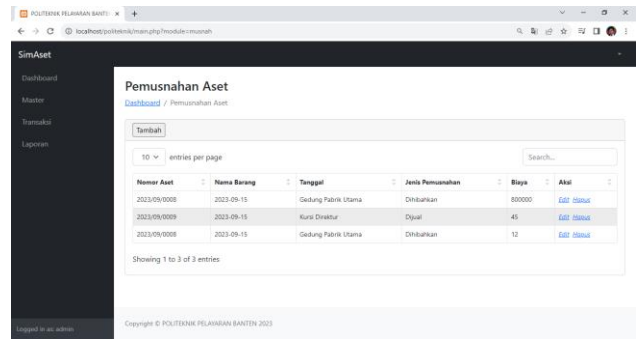 POLITEKNIK PELAYARAN BANTE
localhost/politeknik/main.php?module=musnah
SimAset
Dashboard
Master
Transaksi
Laporan
Logged in as: admin
Pemusnahan Aset
Dashboard / Pemusnahan Aset
Tambah
10 entries per page
Search...
Nomor Aset Nama Barang Tanggal Jenis Pemusnahan Biaya Aksi
2023/09/0008 2023-09-15 Gedung Pabrik Utama Dihibahkan 800000 Edit Hapus
2023/09/0009 2023-09-15 Kursi Direktur Dijual 45 Edit Hapus
2023/09/0008 2023-09-15 Gedung Pabrik Utama Dihibahkan 12 Edit Hapus
Showing 1 to 3 of 3 entries
Copyright © POLITEKNIK PELAYARAN BANTEN 2023